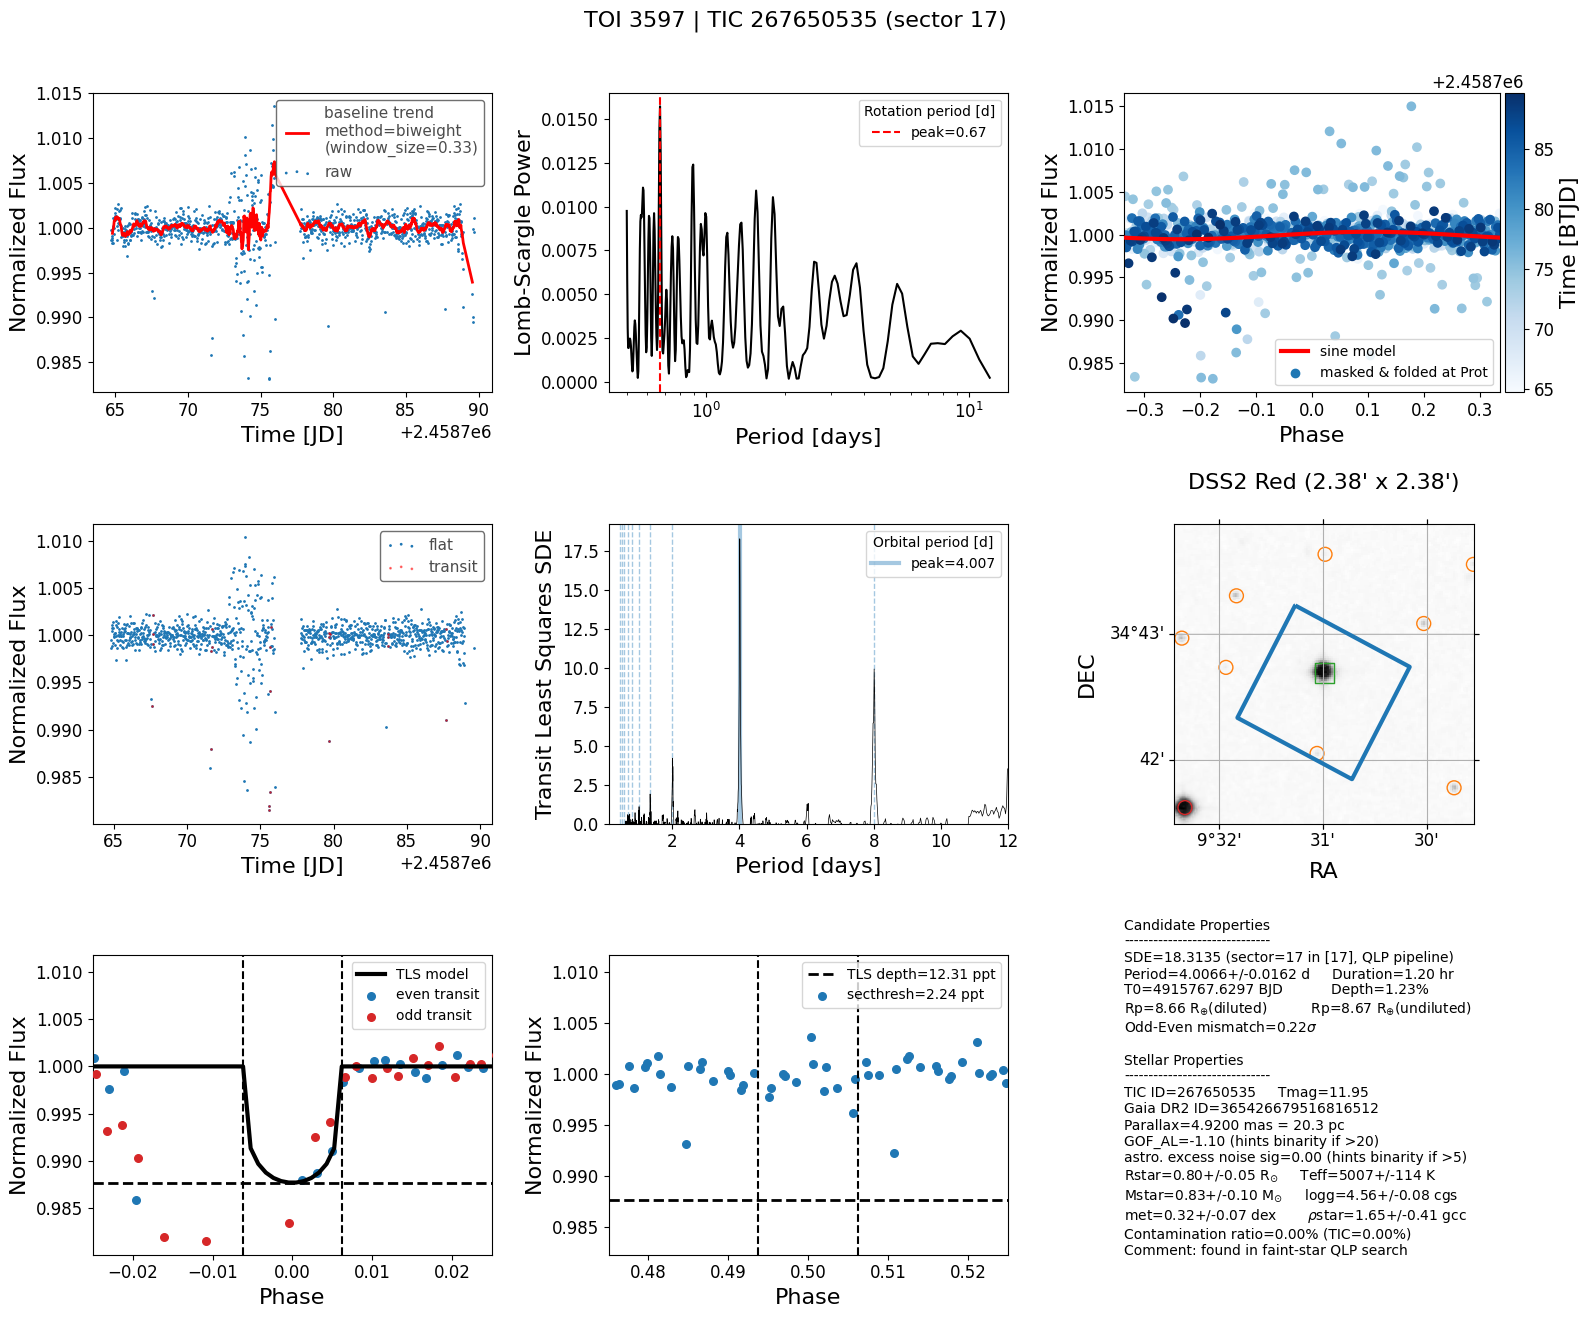 TOI 3597 | TIC 267650535 (sector 17)
1.015
1.010
1.005
1.000
0.995
0.990
0.985
Normalized Flux
baseline trend
method=biweight
(window_size=0.33)
raw
65 70 75 80 85 90
+2.4587e6
Time [JD]
0.0150
0.0125
0.0100
0.0075
0.0050
0.0025
0.0000
Lomb-Scargle Power
Rotation period [d]
peak=0.67
10^0 10^1
Period [days]
+2.4587e6
1.015
1.010
1.005
1.000
0.995
0.990
0.985
Normalized Flux
sine model
masked & folded at Prot
−0.3 −0.2 −0.1 0.0 0.1 0.2 0.3
Phase
85
80
75
70
65
Time [BTJD]
1.010
1.005
1.000
0.995
0.990
0.985
Normalized Flux
flat
transit
65 70 75 80 85 90
+2.4587e6
Time [JD]
17.5
15.0
12.5
10.0
7.5
5.0
2.5
0.0
Transit Least Squares SDE
Orbital period [d]
peak=4.007
2 4 6 8 10 12
Period [days]
DSS2 Red (2.38' x 2.38')
34°43'
42'
DEC
9°32' 31' 30'
RA
1.010
1.005
1.000
0.995
0.990
0.985
Normalized Flux
TLS model
even transit
odd transit
−0.02 −0.01 0.00 0.01 0.02
Phase
1.010
1.005
1.000
0.995
0.990
0.985
Normalized Flux
TLS depth=12.31 ppt
secthresh=2.24 ppt
0.48 0.49 0.50 0.51 0.52
Phase
Candidate Properties
------------------------------
SDE=18.3135 (sector=17 in [17], QLP pipeline)
Period=4.0066+/-0.0162 d Duration=1.20 hr
T0=4915767.6297 BJD Depth=1.23%
Rp=8.66 R⊕(diluted) Rp=8.67 R⊕(undiluted)
Odd-Even mismatch=0.22σ
Stellar Properties
------------------------------
TIC ID=267650535 Tmag=11.95
Gaia DR2 ID=365426679516816512
Parallax=4.9200 mas = 20.3 pc
GOF_AL=-1.10 (hints binarity if >20)
astro. excess noise sig=0.00 (hints binarity if >5)
Rstar=0.80+/-0.05 R⊙ Teff=5007+/-114 K
Mstar=0.83+/-0.10 M⊙ logg=4.56+/-0.08 cgs
met=0.32+/-0.07 dex ρstar=1.65+/-0.41 gcc
Contamination ratio=0.00% (TIC=0.00%)
Comment: found in faint-star QLP search